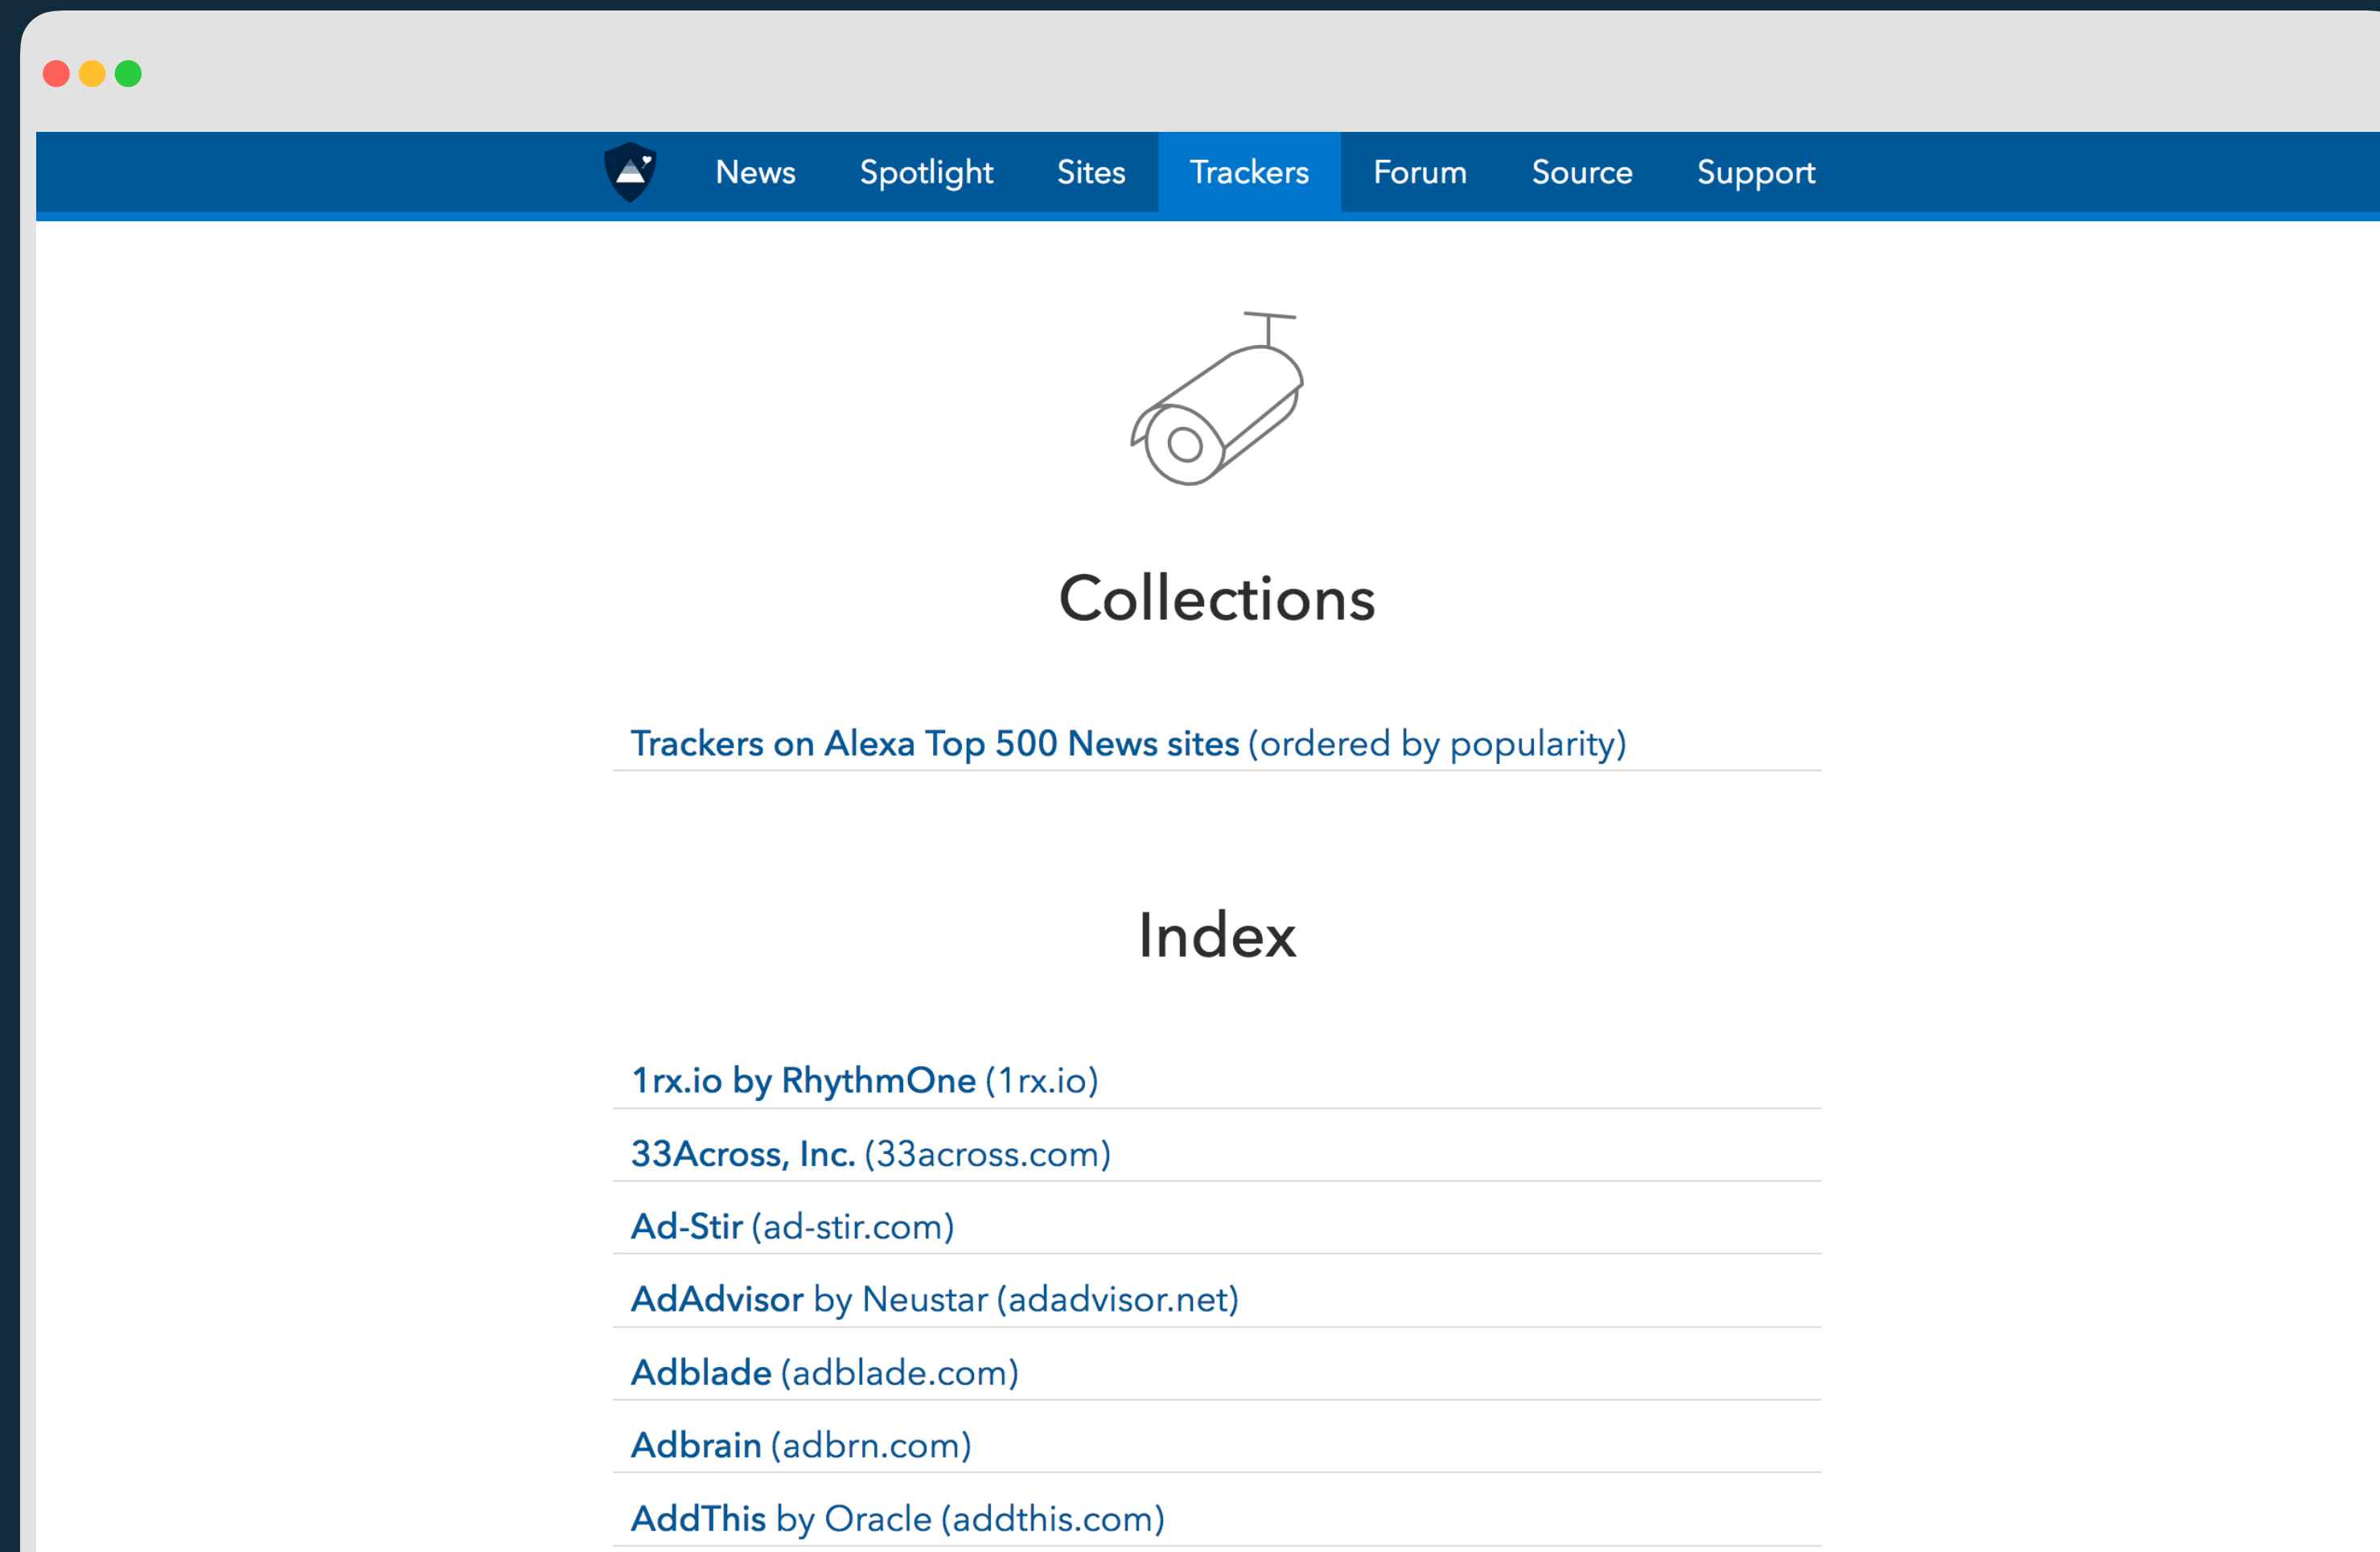 News Spotlight Sites Trackers Forum Source Support
Collections
Trackers on Alexa Top 500 News sites (ordered by popularity)
Index
1rx.io by RhythmOne (1rx.io)
33Across, Inc. (33across.com)
Ad-Stir (ad-stir.com)
AdAdvisor by Neustar (adadvisor.net)
Adblade (adblade.com)
Adbrain (adbrn.com)
AddThis by Oracle (addthis.com)